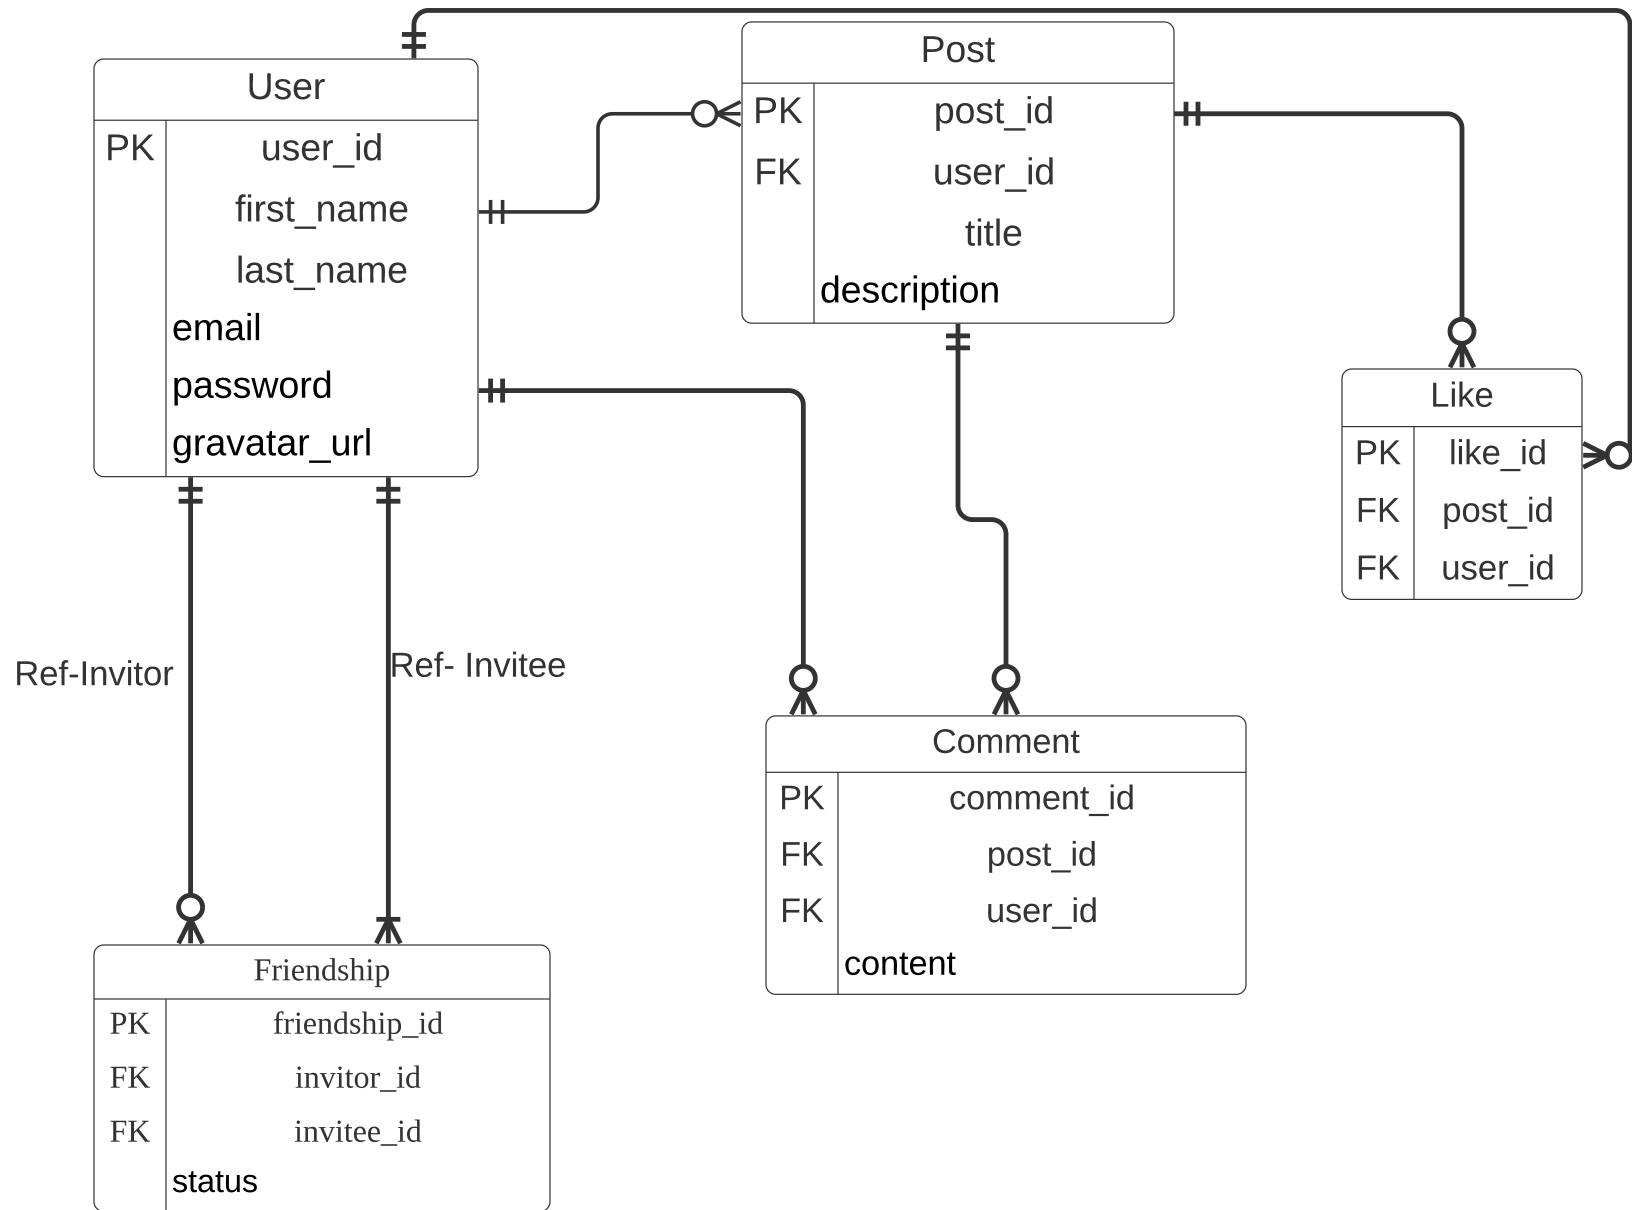 User
PK user_id
first_name
last_name
email
password
gravatar_url
Post
PK post_id
FK user_id
title
description
Like
PK like_id
FK post_id
FK user_id
Ref-Invitor
Ref- Invitee
Comment
PK comment_id
FK post_id
FK user_id
content
Friendship
PK friendship_id
FK invitor_id
FK invitee_id
status